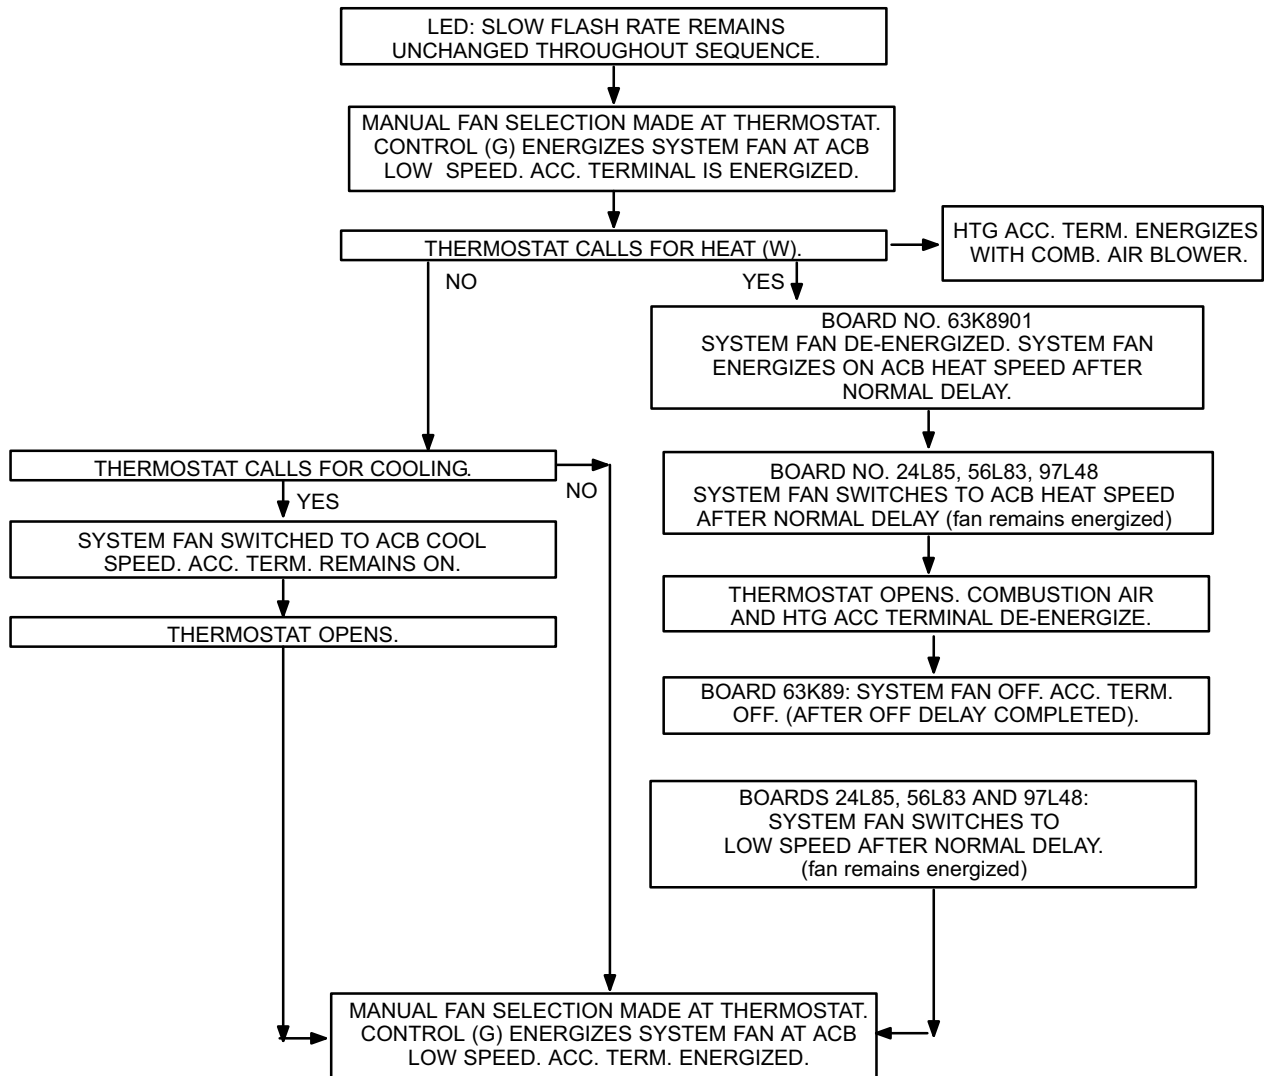 LED: SLOW FLASH RATE REMAINS
UNCHANGED THROUGHOUT SEQUENCE.
MANUAL FAN SELECTION MADE AT THERMOSTAT.
CONTROL (G) ENERGIZES SYSTEM FAN AT ACB
LOW SPEED. ACC. TERMINAL IS ENERGIZED.
THERMOSTAT CALLS FOR HEAT (W).
HTG ACC. TERM. ENERGIZES
WITH COMB. AIR BLOWER.
NO
YES
BOARD NO. 63K8901
SYSTEM FAN DE-ENERGIZED. SYSTEM FAN
ENERGIZES ON ACB HEAT SPEED AFTER
NORMAL DELAY.
THERMOSTAT CALLS FOR COOLING.
NO
YES
SYSTEM FAN SWITCHED TO ACB COOL
SPEED. ACC. TERM. REMAINS ON.
THERMOSTAT OPENS.
BOARD NO. 24L85, 56L83, 97L48
SYSTEM FAN SWITCHES TO ACB HEAT SPEED
AFTER NORMAL DELAY (fan remains energized)
THERMOSTAT OPENS. COMBUSTION AIR
AND HTG ACC TERMINAL DE-ENERGIZE.
BOARD 63K89: SYSTEM FAN OFF. ACC. TERM.
OFF. (AFTER OFF DELAY COMPLETED).
BOARDS 24L85, 56L83 AND 97L48:
SYSTEM FAN SWITCHES TO
LOW SPEED AFTER NORMAL DELAY.
(fan remains energized)
MANUAL FAN SELECTION MADE AT THERMOSTAT.
CONTROL (G) ENERGIZES SYSTEM FAN AT ACB
LOW SPEED. ACC. TERM. ENERGIZED.